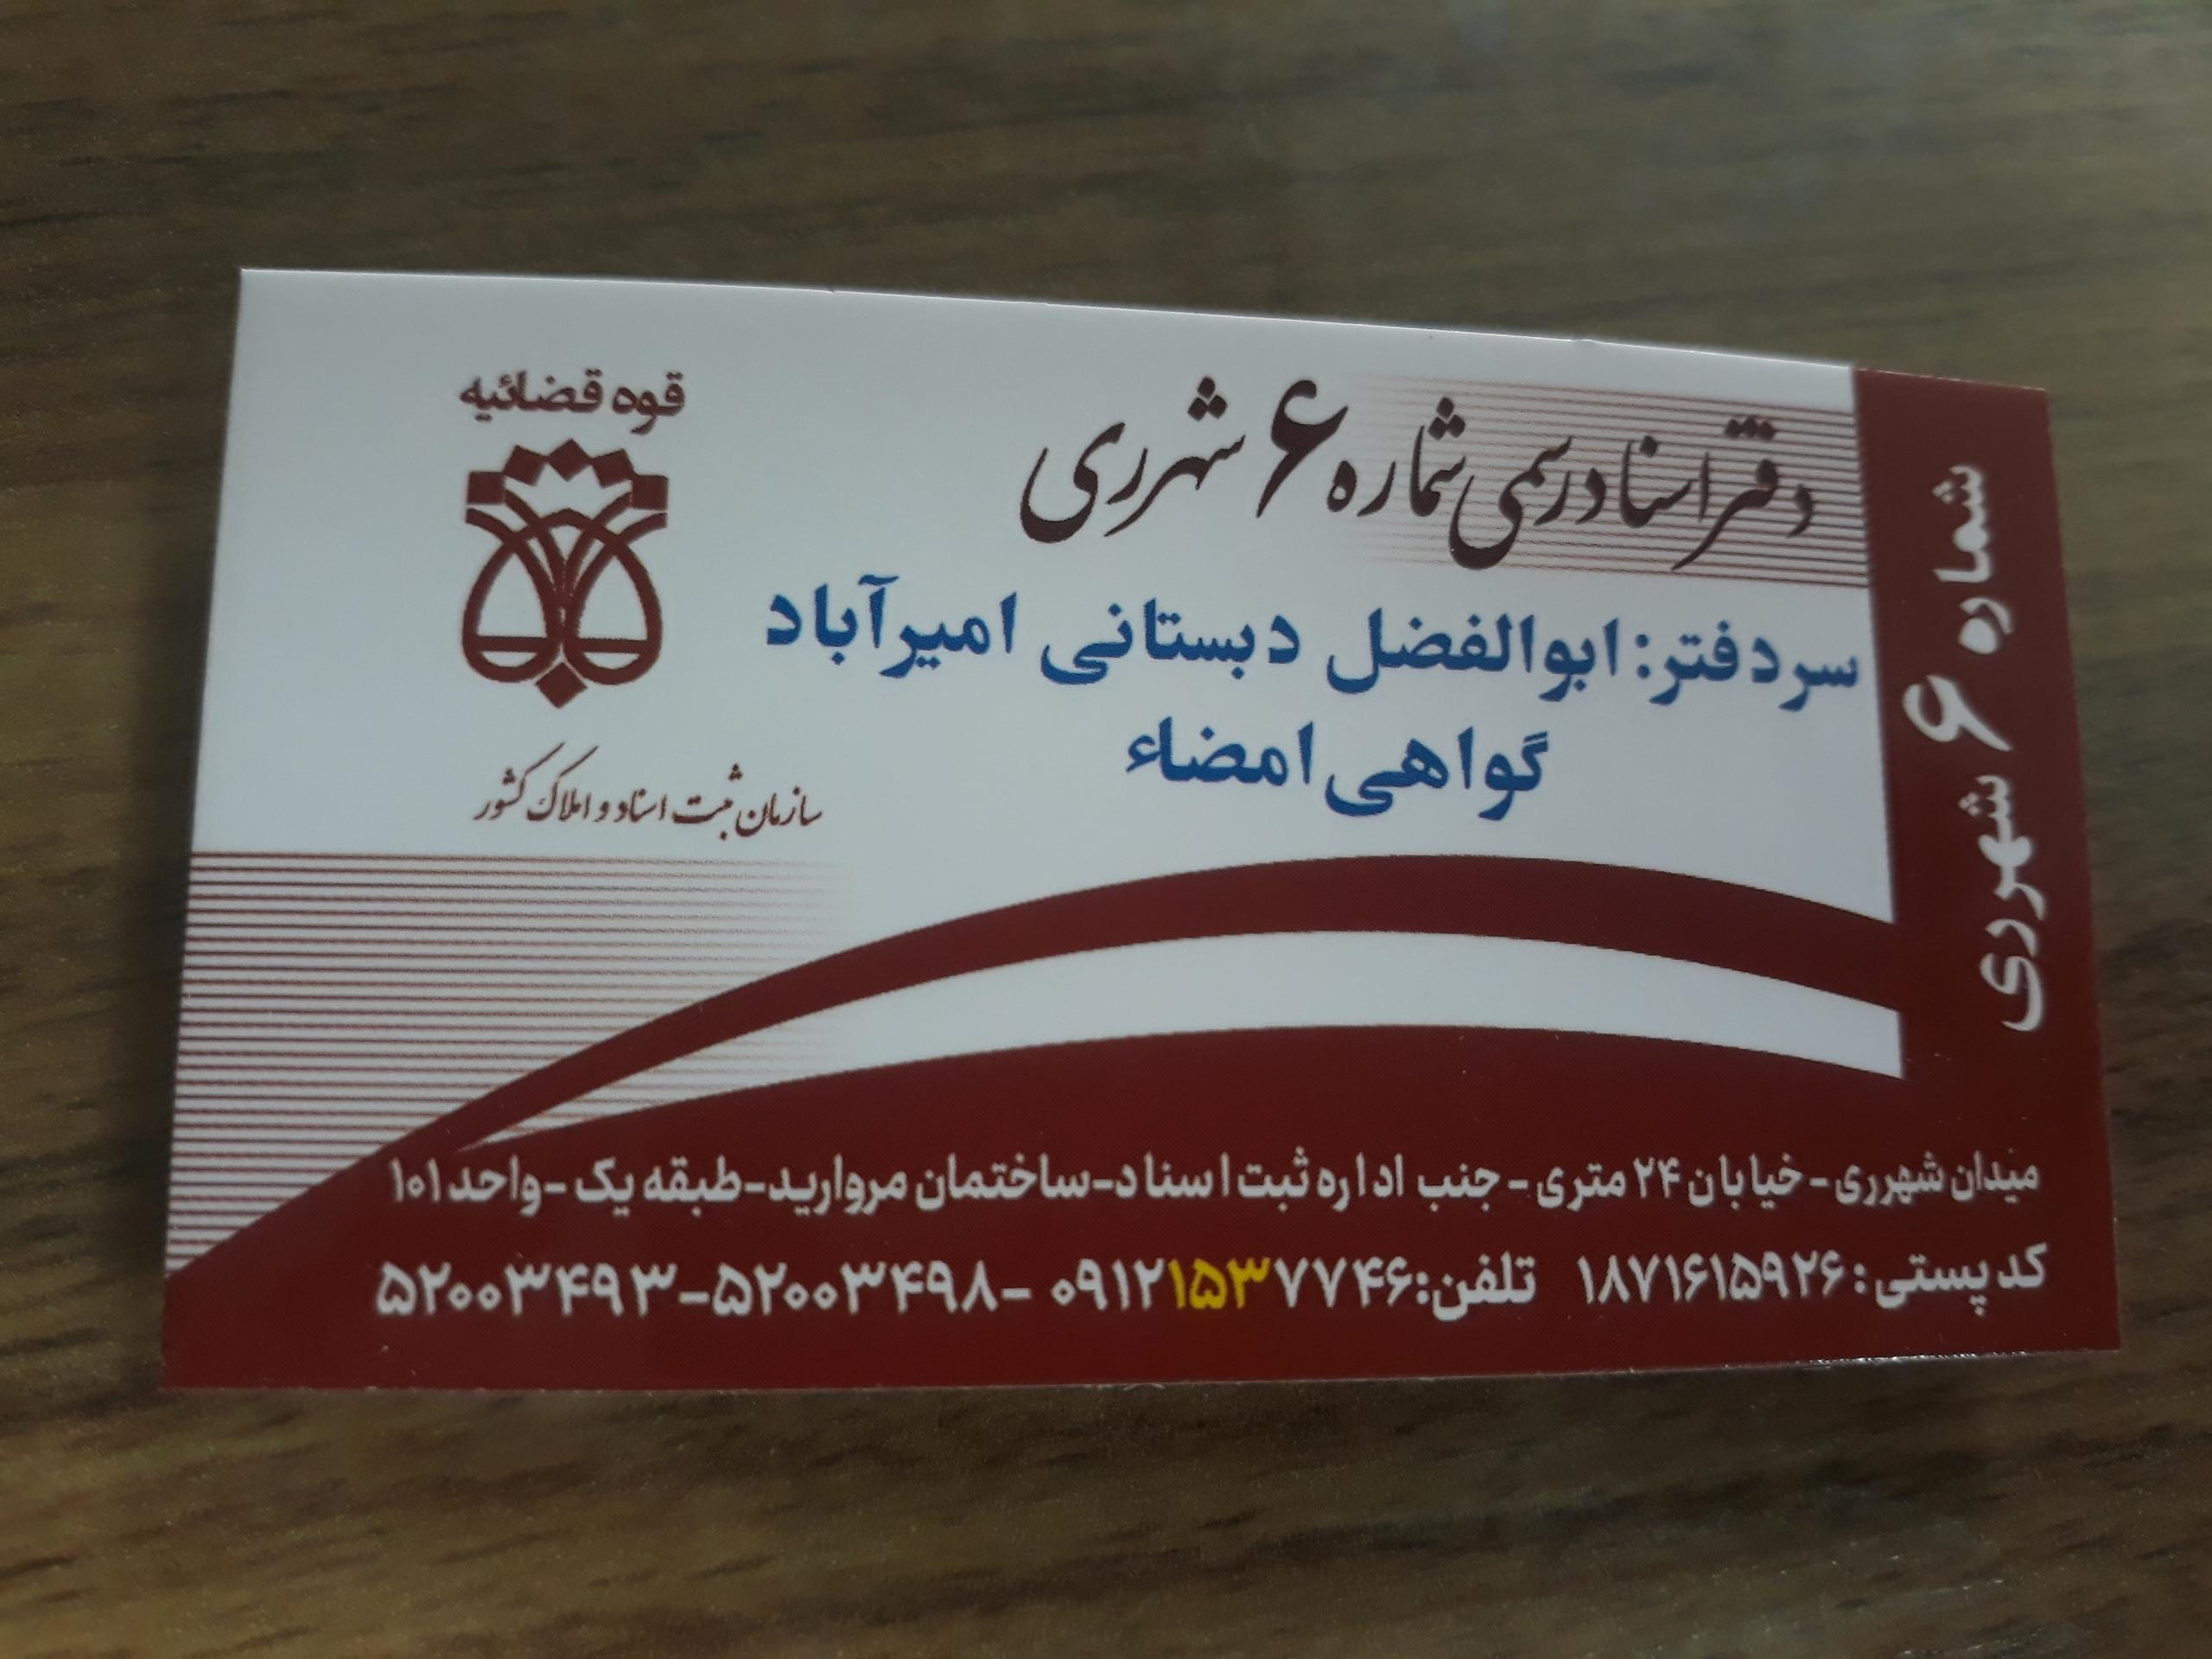 قوه قضائیه
دفتر اسناد رسمی شماره ۶ شهرری
سردفتر: ابوالفضل دبستانی امیرآباد
گواهی امضاء
سازمان ثبت اسناد و املاک کشور
شماره ۶ شهرری
میدان شهرری - خیابان ۲۴ متری - جنب اداره ثبت اسناد - ساختمان مروارید - طبقه یک - واحد ۱۰۱
کد پستی: ۱۸۷۱۶۱۵۹۲۶ تلفن: ۰۹۱۲۱۵۳۷۷۴۶ - ۵۲۰۰۳۴۹۸-۵۲۰۰۳۴۹۳